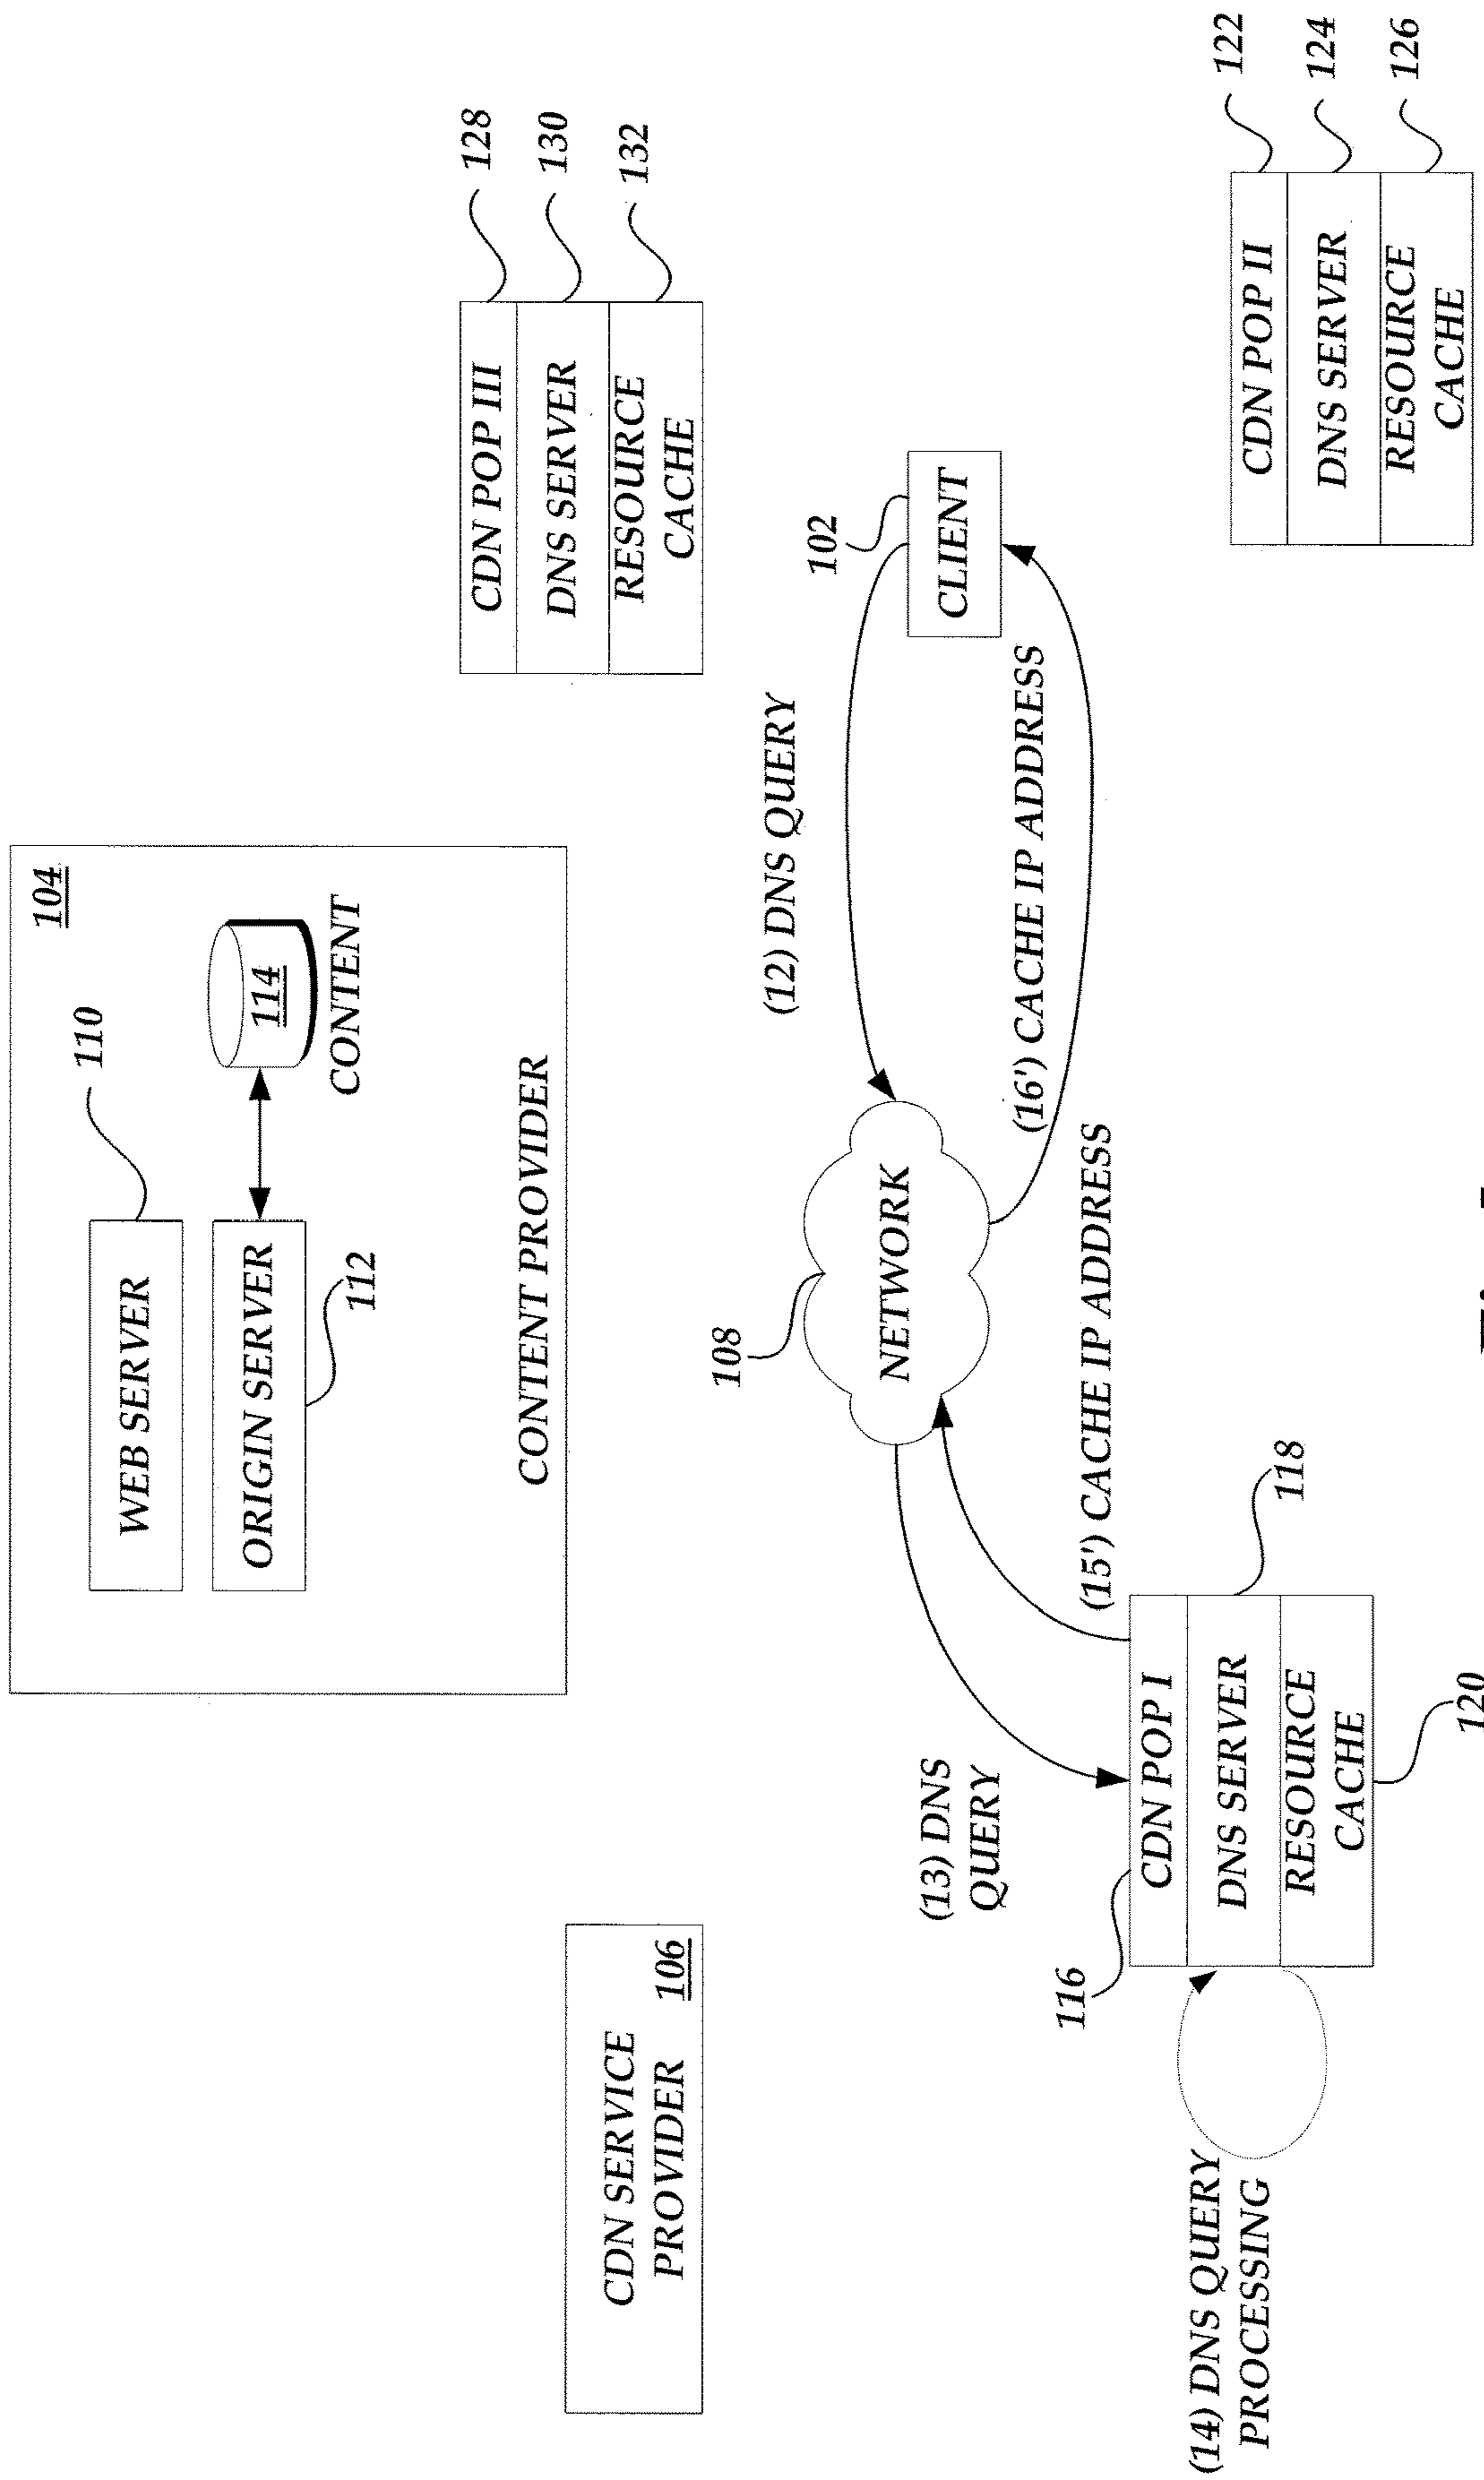 104
110
WEB SERVER
ORIGIN SERVER
114
CONTENT
112
CONTENT PROVIDER
CDN SERVICE
PROVIDER
106
CDN POP III
DNS SERVER
RESOURCE
CACHE
128
130
132
108
NETWORK
(12) DNS QUERY
102
CLIENT
(16') CACHE IP ADDRESS
(13) DNS
QUERY
(15') CACHE IP ADDRESS
116
CDN POP I
DNS SERVER
RESOURCE
CACHE
118
120
(14) DNS QUERY
PROCESSING
CDN POP II
DNS SERVER
RESOURCE
CACHE
122
124
126